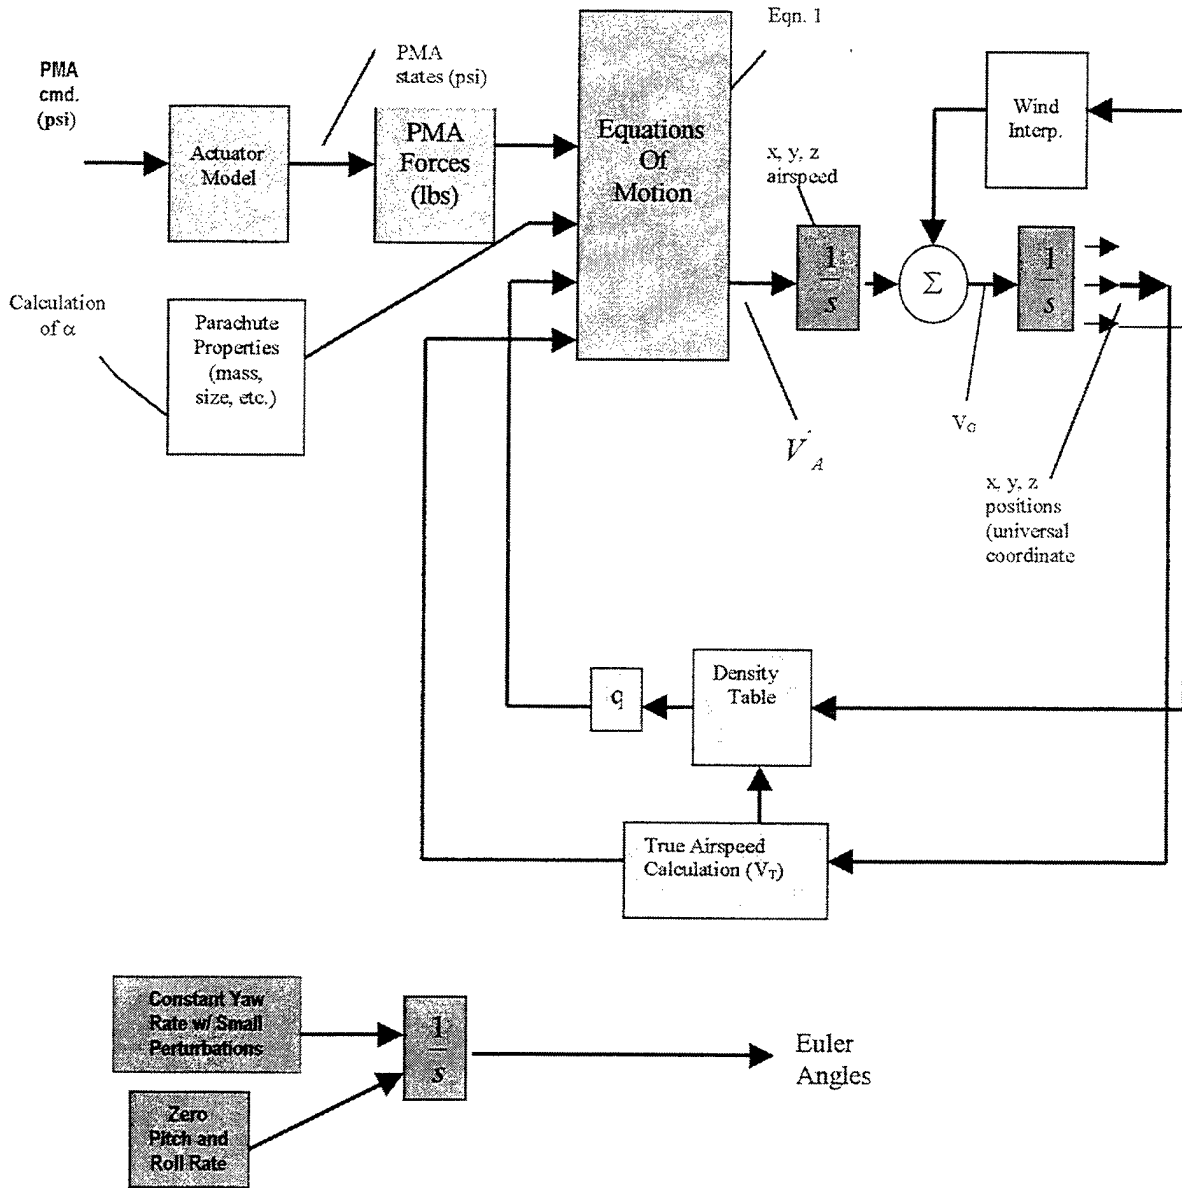 Eqn. 1
PMA
cmd.
(psi)
PMA
states (psi)
Actuator
Model
PMA
Forces
(lbs)
Equations
Of
Motion
x, y, z
airspeed
Wind
Interp.
1
s
Σ
1
s
Calculation
of α
Parachute
Properties
(mass,
size, etc.)
V̇_A
V_G
x, y, z
positions
(universal
coordinate
q
Density
Table
True Airspeed
Calculation (V_T)
Constant Yaw
Rate w/ Small
Perturbations
1
s
Zero
Pitch and
Roll Rate
Euler
Angles